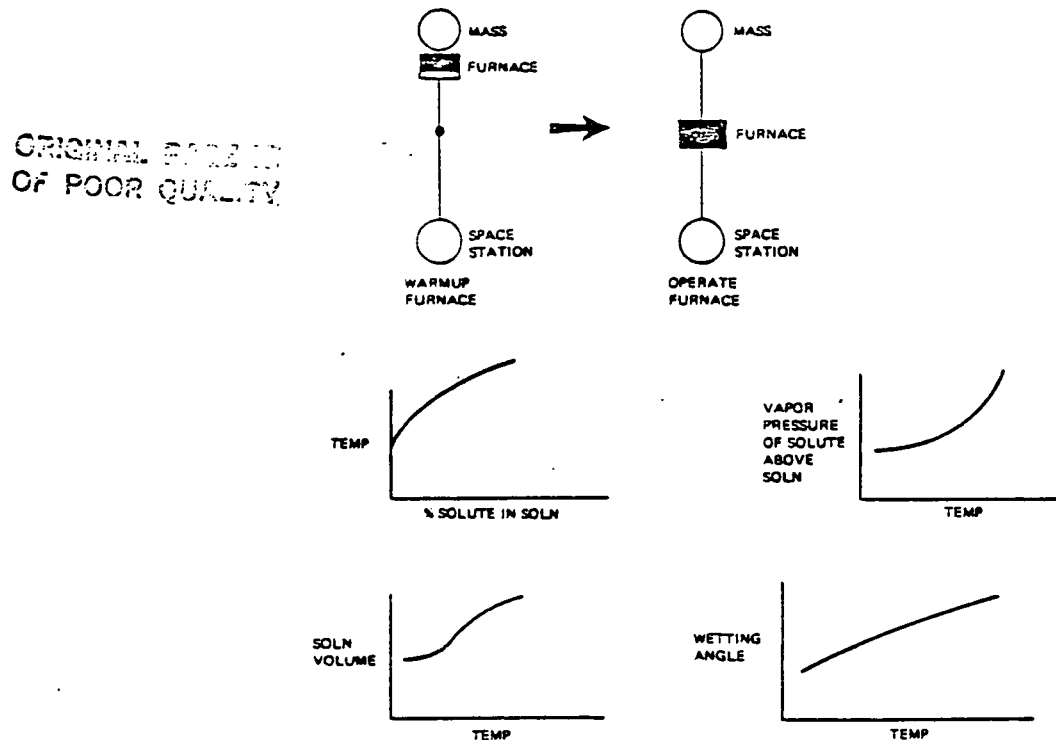 MASS
FURNACE
SPACE
STATION
WARMUP
FURNACE
MASS
FURNACE
SPACE
STATION
OPERATE
FURNACE
ORIGINAL
OF POOR QUALITY
TEMP
% SOLUTE IN SOLN
VAPOR
PRESSURE
OF SOLUTE
ABOVE
SOLN
TEMP
SOLN
VOLUME
TEMP
WETTING
ANGLE
TEMP